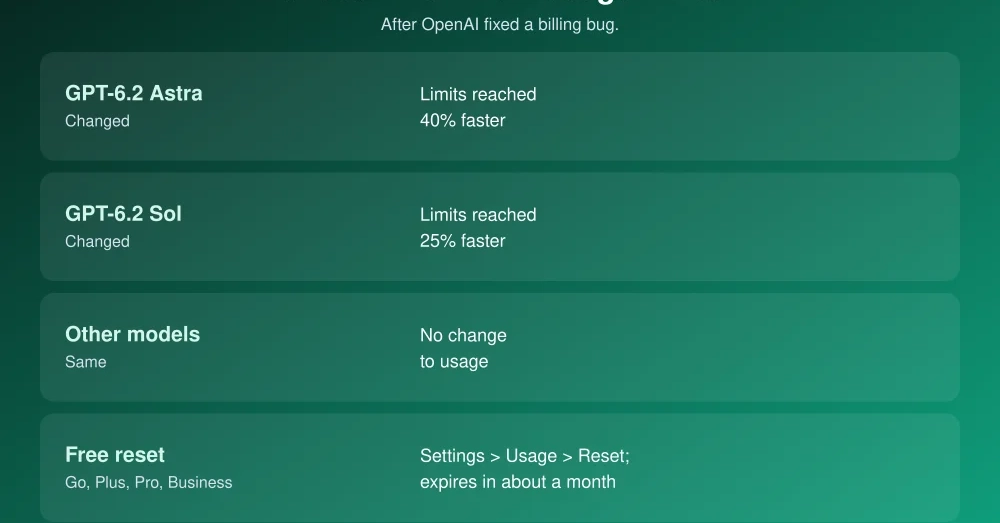 After OpenAI fixed a billing bug.
GPT-6.2 Astra
Changed
Limits reached
40% faster
GPT-6.2 Sol
Changed
Limits reached
25% faster
Other models
Same
No change
to usage
Free reset
Go, Plus, Pro, Business
Settings > Usage > Reset;
expires in about a month